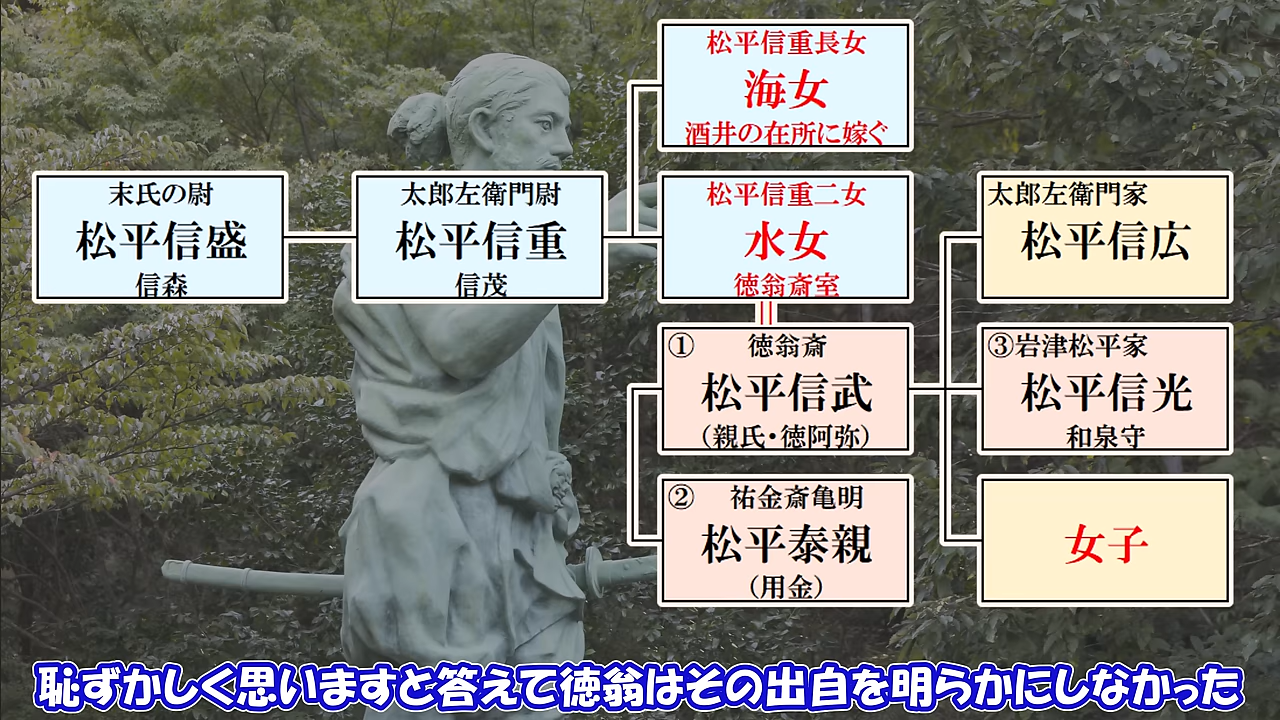 松平信重長女
海女
酒井の在所に嫁ぐ
末氏の尉
松平信盛
信森
太郎左衛門尉
松平信重
信茂
松平信重二女
水女
徳翁斎室
太郎左衛門家
松平信広
① 徳翁斎
松平信武
（親氏・徳阿弥）
③岩津松平家
松平信光
和泉守
② 祐金斎亀明
松平泰親
（用金）
女子
恥ずかしく思いますと答えて徳翁はその出自を明らかにしなかった